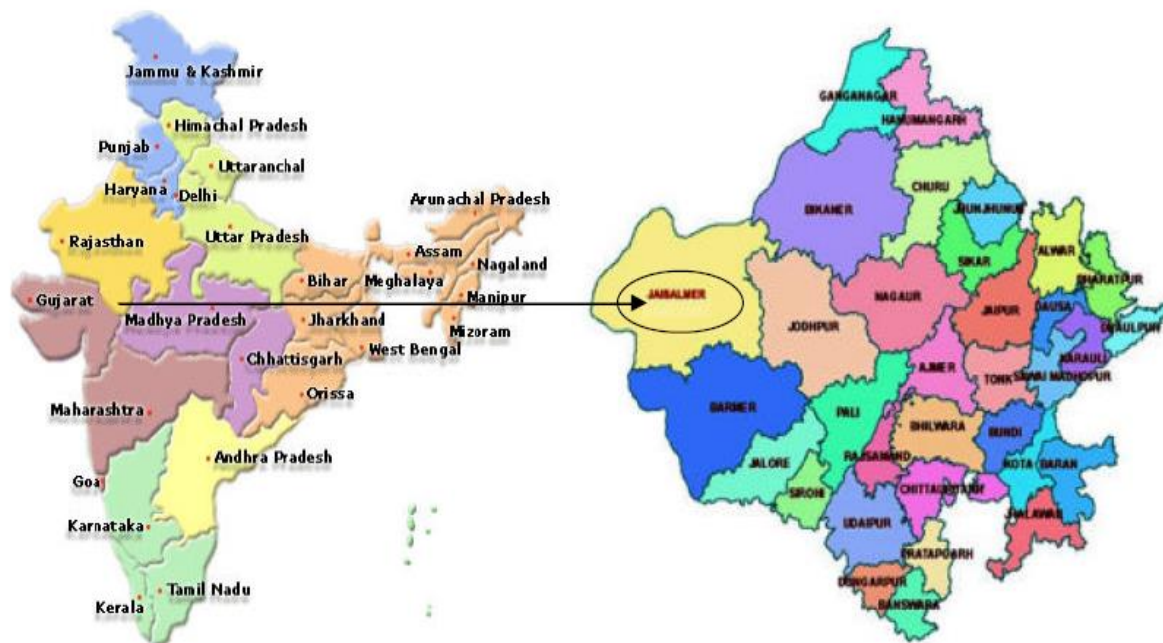 Jammu & Kashmir
Himachal Pradesh
Punjab
Uttaranchal
Haryana
Delhi
Arunachal Pradesh
Rajasthan
Uttar Pradesh
Assam
Nagaland
Bihar
Meghalaya
Gujarat
Manipur
Madhya Pradesh
Jharkhand
Mizoram
West Bengal
Chhattisgarh
Orissa
Maharashtra
Andhra Pradesh
Goa
Karnataka
Tamil Nadu
Kerala
GANGANAGAR
HANUMANGARH
CHURU
BIKANER
JHUNJHUNUN
ALWAR
SIKAR
BHARATPUR
JAISALMER
NAGAUR
JAIPUR
DAUSA
JODHPUR
DHAULPUR
KARAULI
AJMER
TONK
SAWAI MADHOPUR
BARMER
PALI
BHILWARA
BUNDI
JALORE
RAJSAMAND
KOTA
BARAN
SIROHI
CHITTAURGARH
UDAIPUR
JHALAWAR
PRATAPGARH
DUNGARPUR
BANSWARA